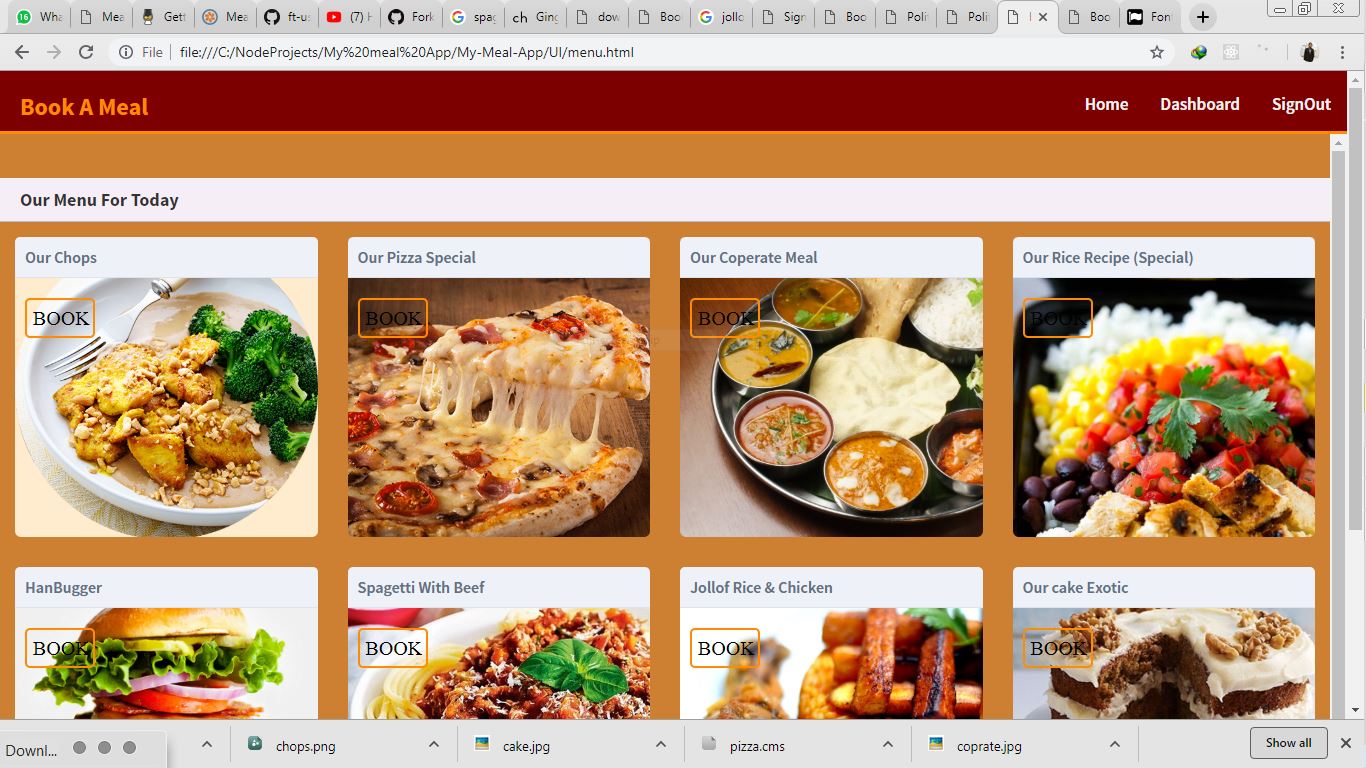 16 Wha
Mea
Gett
Mea
ft-u
(7) H
Fork
spag
ch Ging
dow
Boo
jollo
Sign
Boo
Poli
Poli
Boo
Fon
File file:///C:/NodeProjects/My%20meal%20App/My-Meal-App/UI/menu.html
Book A Meal Home Dashboard SignOut
Our Menu For Today
Our Chops
BOOK
Our Pizza Special
BOOK
Our Coperate Meal
BOOK
Our Rice Recipe (Special)
BOOK
HanBugger
BOOK
Spagetti With Beef
BOOK
Jollof Rice & Chicken
BOOK
Our cake Exotic
BOOK
Downl...
chops.png
cake.jpg
pizza.cms
coprate.jpg
Show all